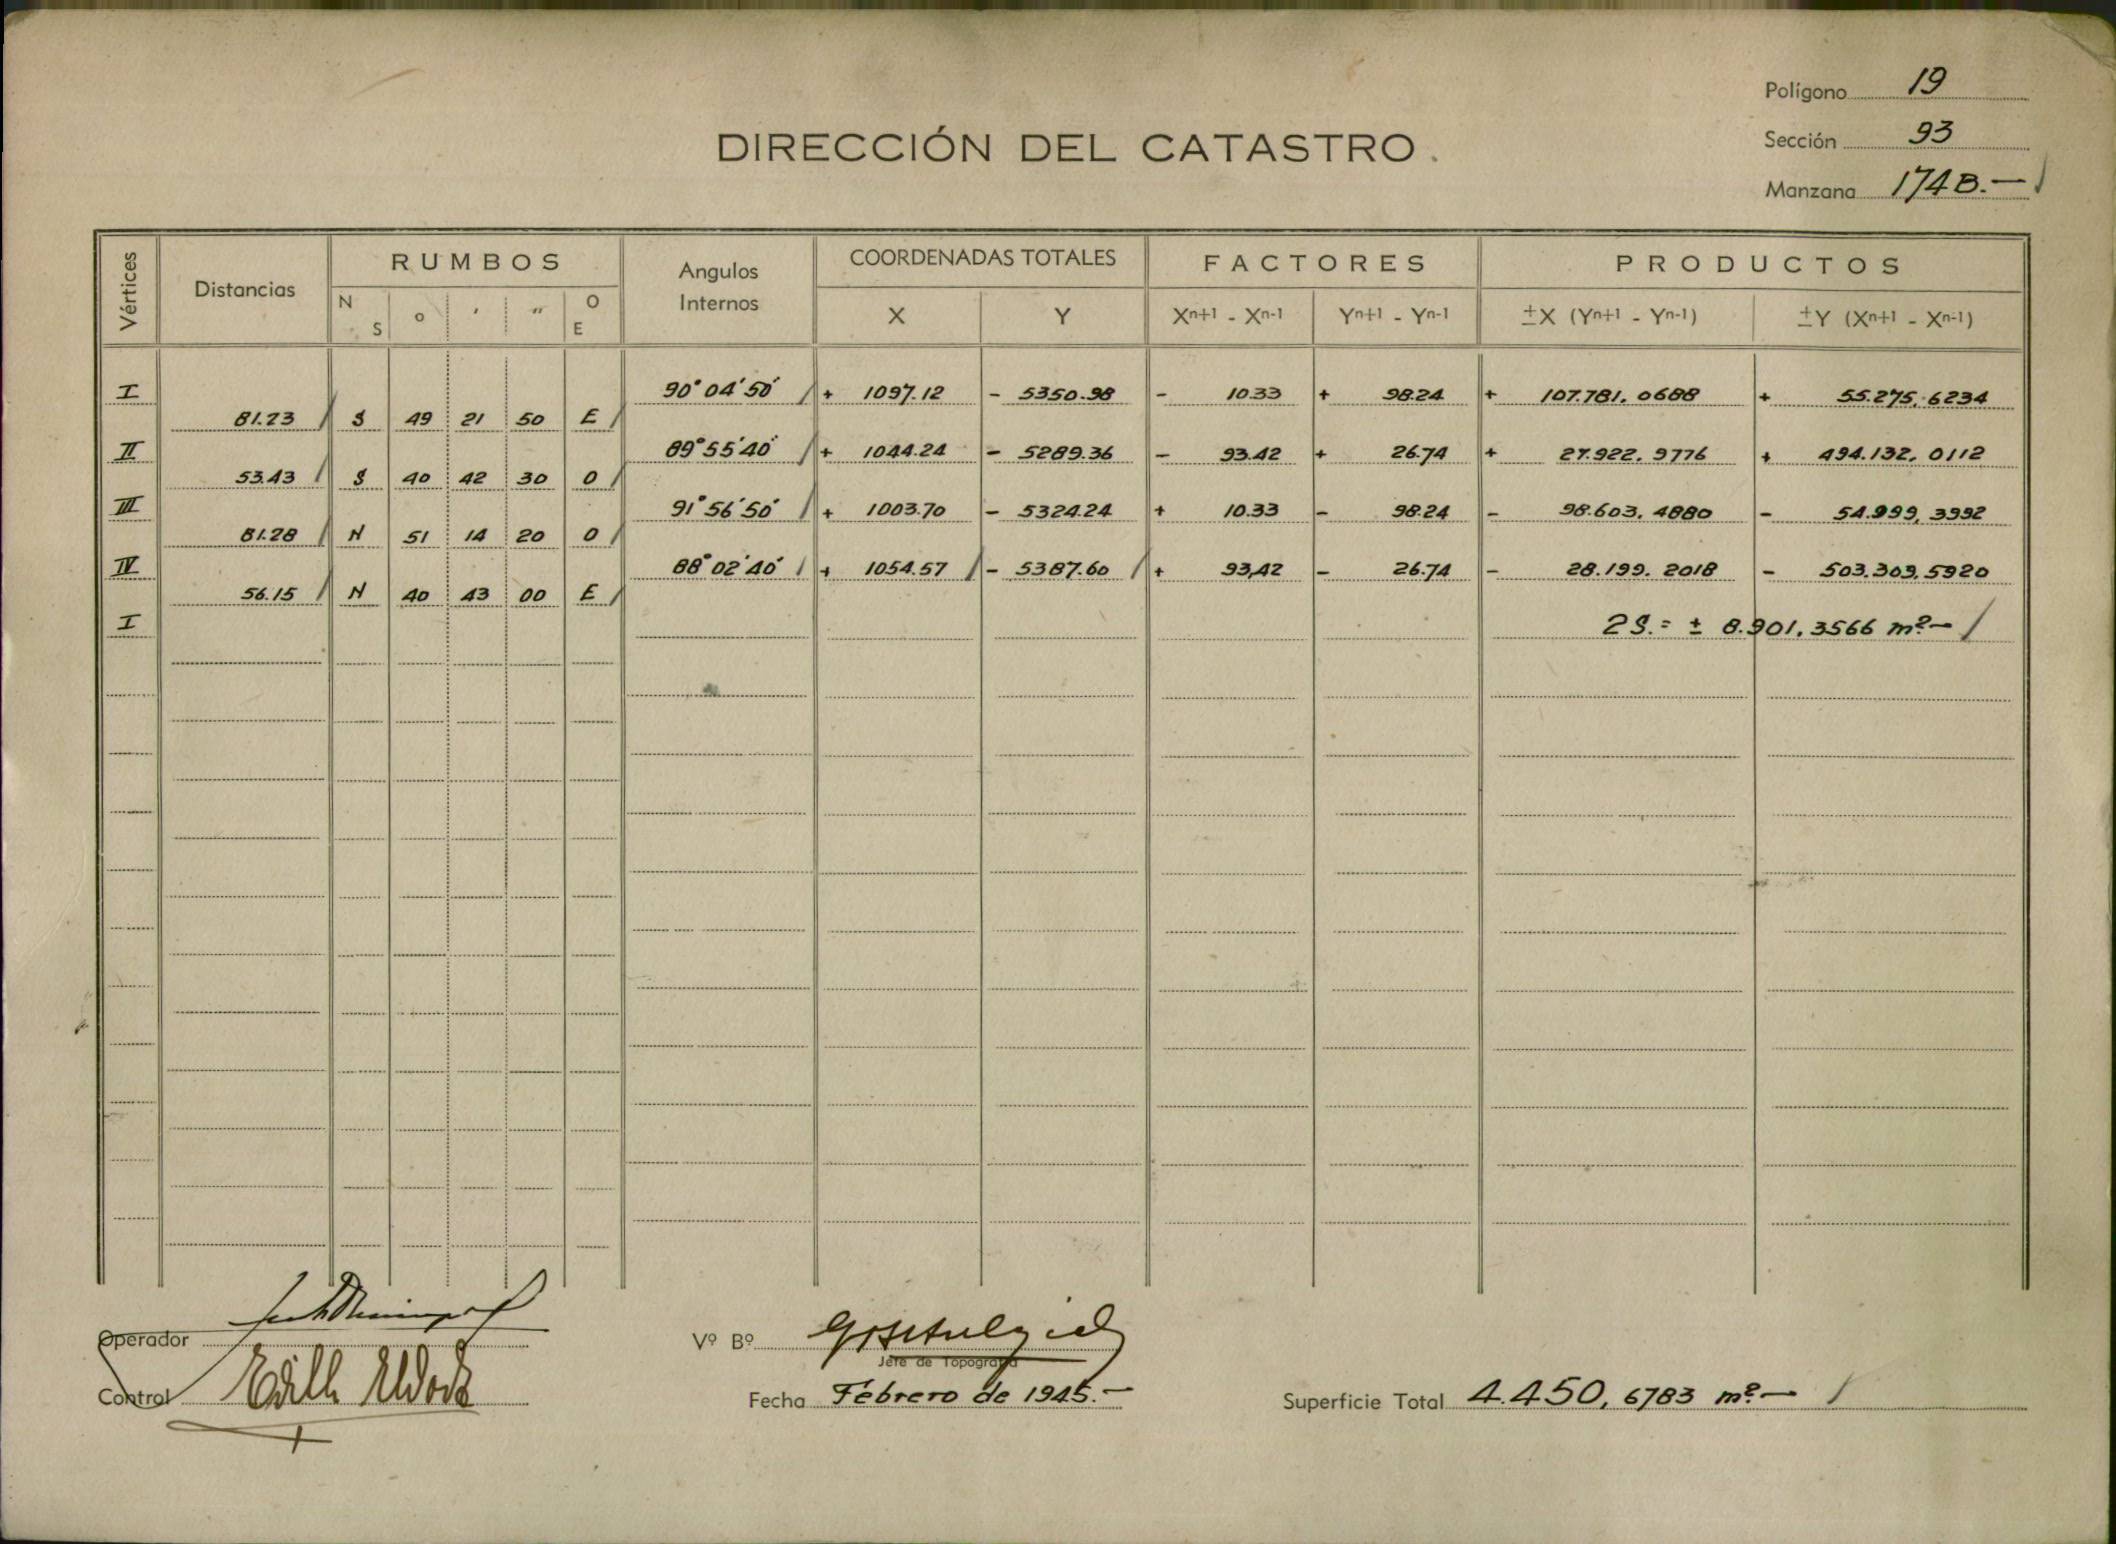 Polígono 19
DIRECCIÓN DEL CATASTRO.
Sección 93
Manzana 174 B.-
Vértices Distancias RUMBOS N S ° ' " O E Angulos Internos COORDENADAS TOTALES X Y FACTORES Xn+1 - Xn-1 Yn+1 - Yn-1 PRODUCTOS ±X (Yn+1 - Yn-1) ±Y (Xn+1 - Xn-1)
I 90°04'50" + 1097.12 - 5350.98 - 10.33 + 98.24 + 107.781,0688 + 55.275,6234
81.23 S 49 21 50 E
II 89°55'40" + 1044.24 - 5289.36 - 93.42 + 26.74 + 27.922,9776 + 494.132,0112
53.43 S 40 42 30 O
III 91°56'50" + 1003.70 - 5324.24 + 10.33 - 98.24 - 98.603,4880 - 54.999,3992
81.28 N 51 14 20 O
IV 88°02'40" + 1054.57 - 5387.60 + 93,42 - 26.74 - 28.199.2018 - 503.309,5920
56.15 N 40 43 00 E
I 2S.= ± 8.901,3566 m²-
Operador
Vº Bº
Jefe de Topografía
Control
Fecha Febrero de 1945.-
Superficie Total 4.450,6783 m²-